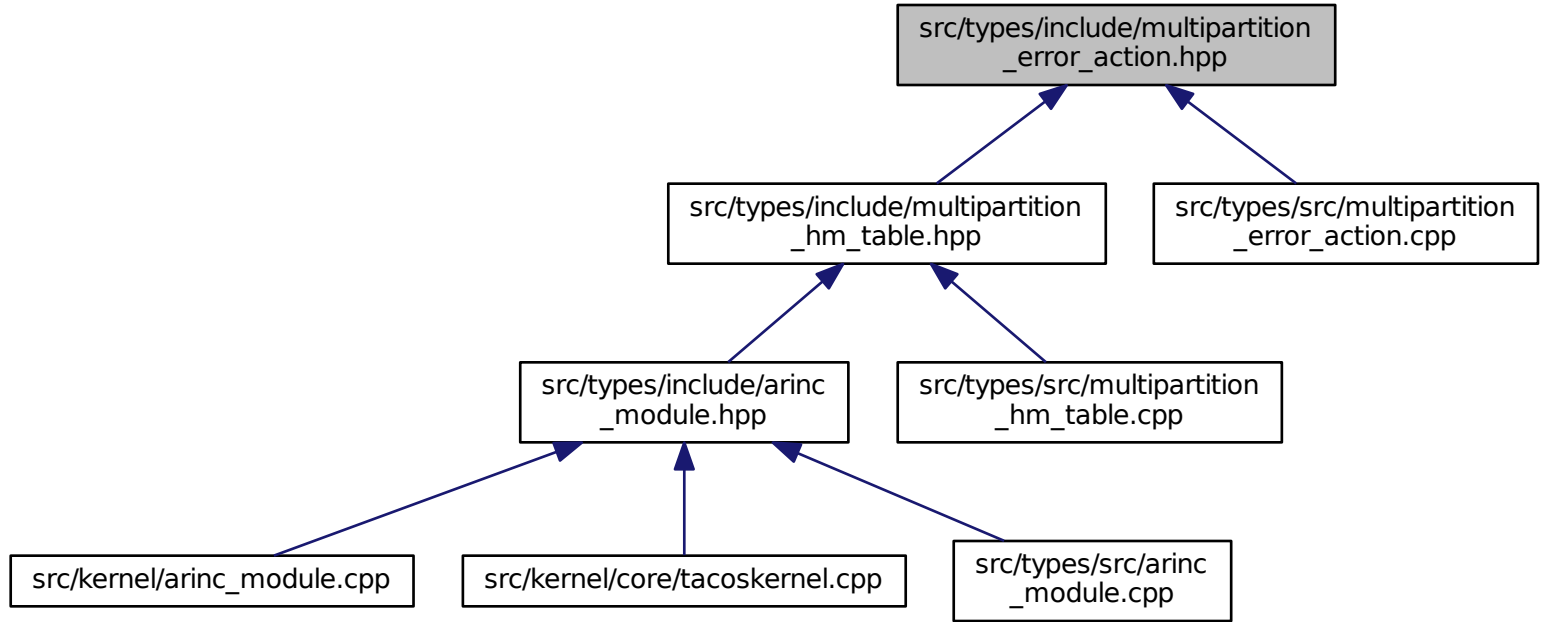 src/types/include/multipartition
_error_action.hpp
src/types/include/multipartition
_hm_table.hpp
src/types/src/multipartition
_error_action.cpp
src/types/include/arinc
_module.hpp
src/types/src/multipartition
_hm_table.cpp
src/kernel/arinc_module.cpp
src/kernel/core/tacoskernel.cpp
src/types/src/arinc
_module.cpp